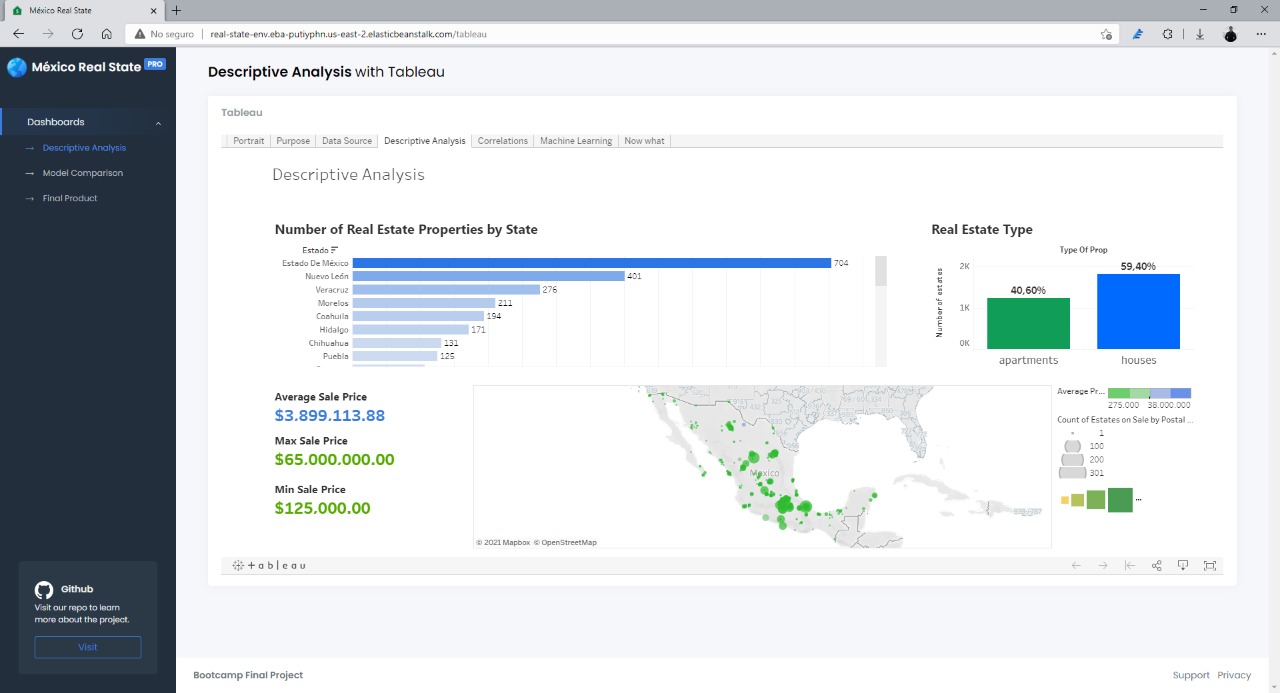 México Real State
No seguro
real-state-env.eba-putiyphn.us-east-2.elasticbeanstalk.com/tableau
México Real State PRO
Dashboards
Descriptive Analysis
Model Comparison
Final Product
Github
Visit our repo to learn
more about the project.
Visit
Descriptive Analysis with Tableau
Tableau
Portrait Purpose Data Source Descriptive Analysis Correlations Machine Learning Now what
Descriptive Analysis
Number of Real Estate Properties by State
Estado
Estado De México 704
Nuevo León 401
Veracruz 276
Morelos 211
Coahuila 194
Hidalgo 171
Chihuahua 131
Puebla 125
Real Estate Type
Type Of Prop
Number of estates
2K
1K
0K
40,60%
59,40%
apartments
houses
Average Sale Price
$3,899,113.88
Max Sale Price
$65,000,000.00
Min Sale Price
$125,000.00
Mexico
© 2021 Mapbox © OpenStreetMap
Average Pr...
275.000 38.000.000
Count of Estates on Sale by Postal ...
1
100
200
301
...
+ableau
Bootcamp Final Project
Support Privacy